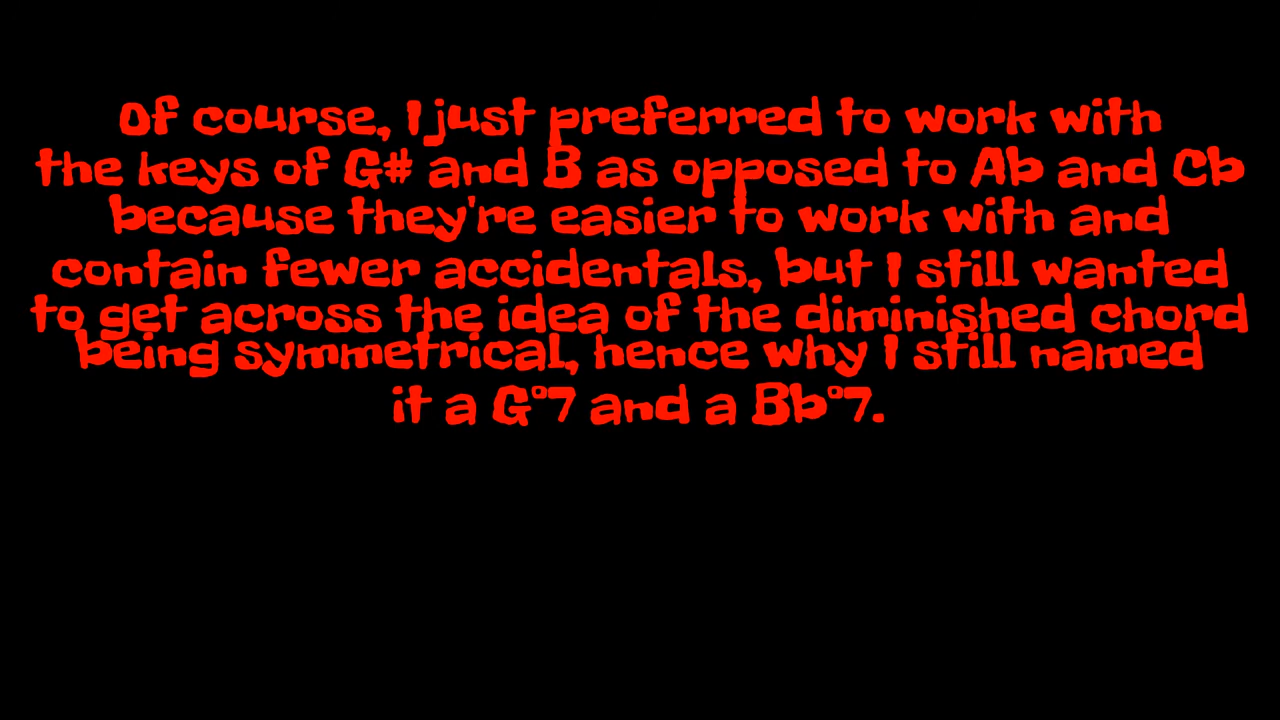 Of course, I just preferred to work with
the keys of G# and B as opposed to Ab and Cb
because they're easier to work with and
contain fewer accidentals, but I still wanted
to get across the idea of the diminished chord
being symmetrical, hence why I still named
it a G°7 and a Bb°7.